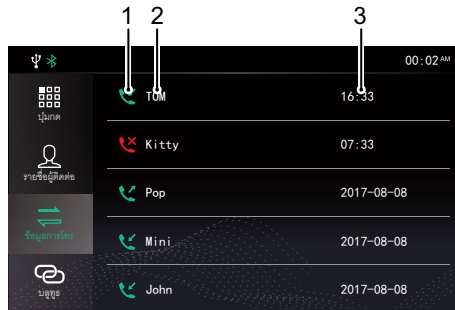 1 2 3
00:02 AM
ปุ่มกด
TOM 16:33
รายชื่อผู้ติดต่อ
Kitty 07:33
Pop 2017-08-08
ข้อมูลการโทร
Mini 2017-08-08
บลูทูธ
John 2017-08-08